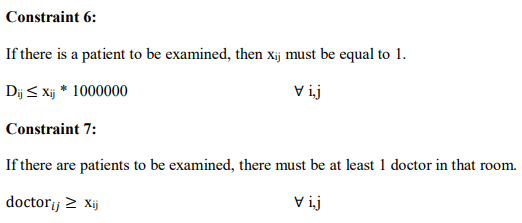 Constraint 6:
If there is a patient to be examined, then xᵢⱼ must be equal to 1.
Dᵢⱼ ≤ xᵢⱼ * 1000000 ∀ i,j
Constraint 7:
If there are patients to be examined, there must be at least 1 doctor in that room.
doctorᵢⱼ ≥ xᵢⱼ ∀ i,j